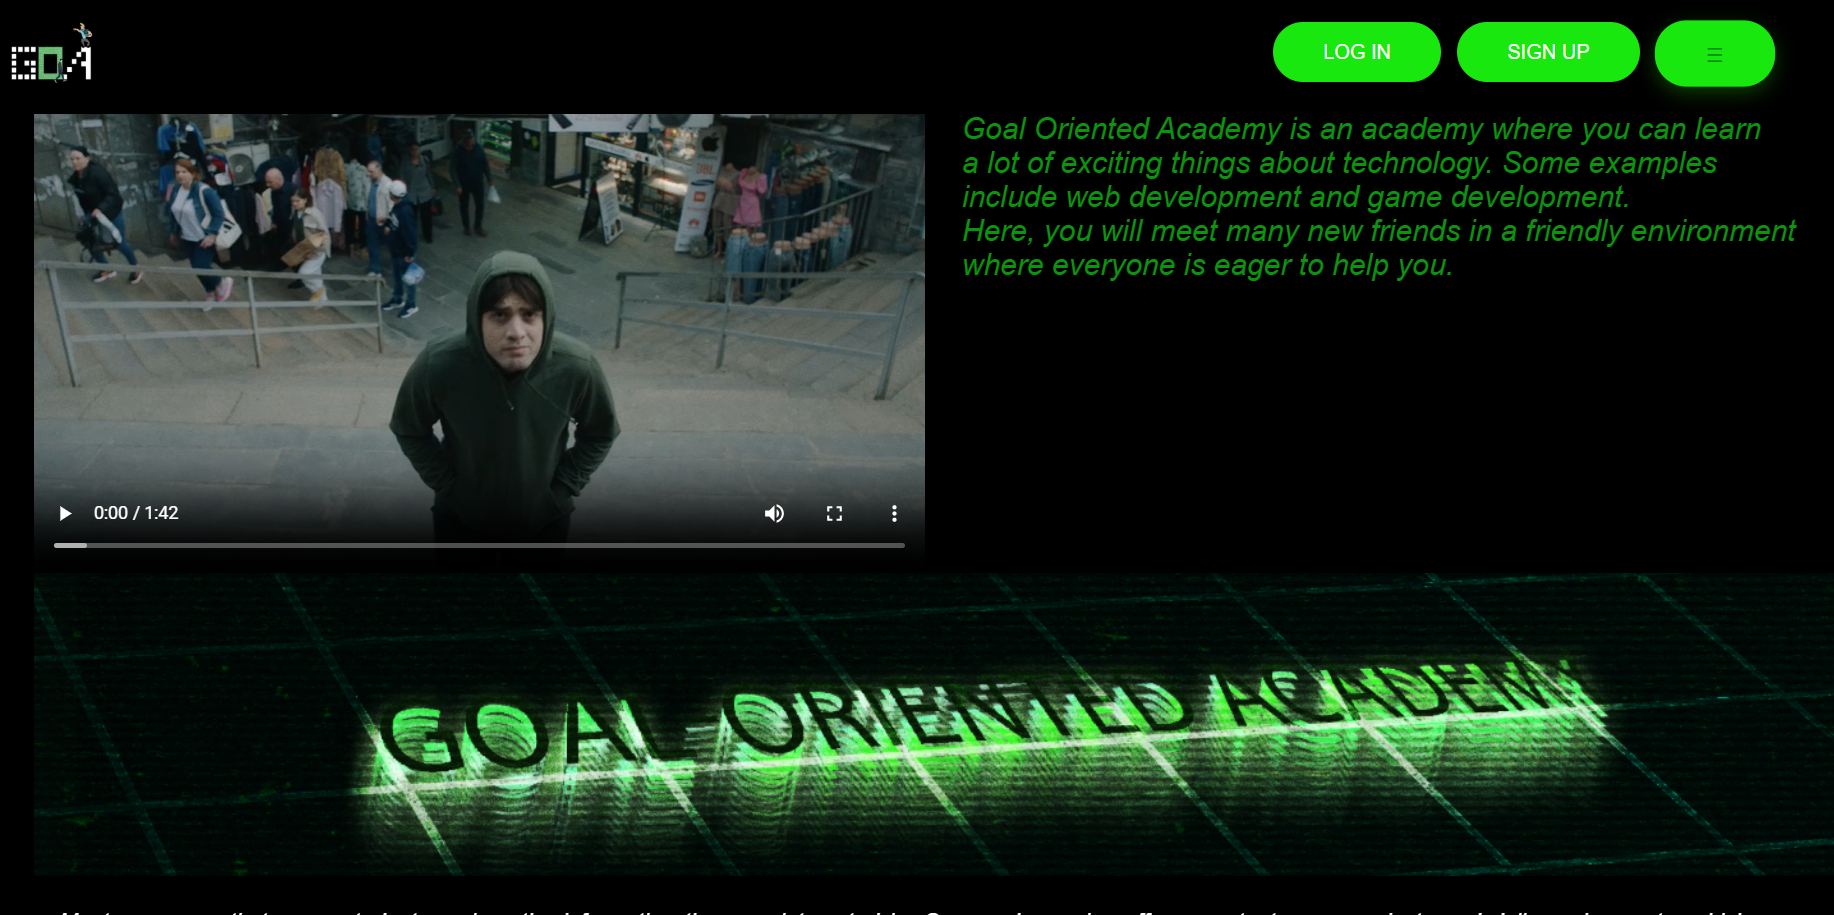 GOA
LOG IN
SIGN UP
Goal Oriented Academy is an academy where you can learn
a lot of exciting things about technology. Some examples
include web development and game development.
Here, you will meet many new friends in a friendly environment
where everyone is eager to help you.
JBL
0:00 / 1:42
GOAL ORIENTED ACADEMY